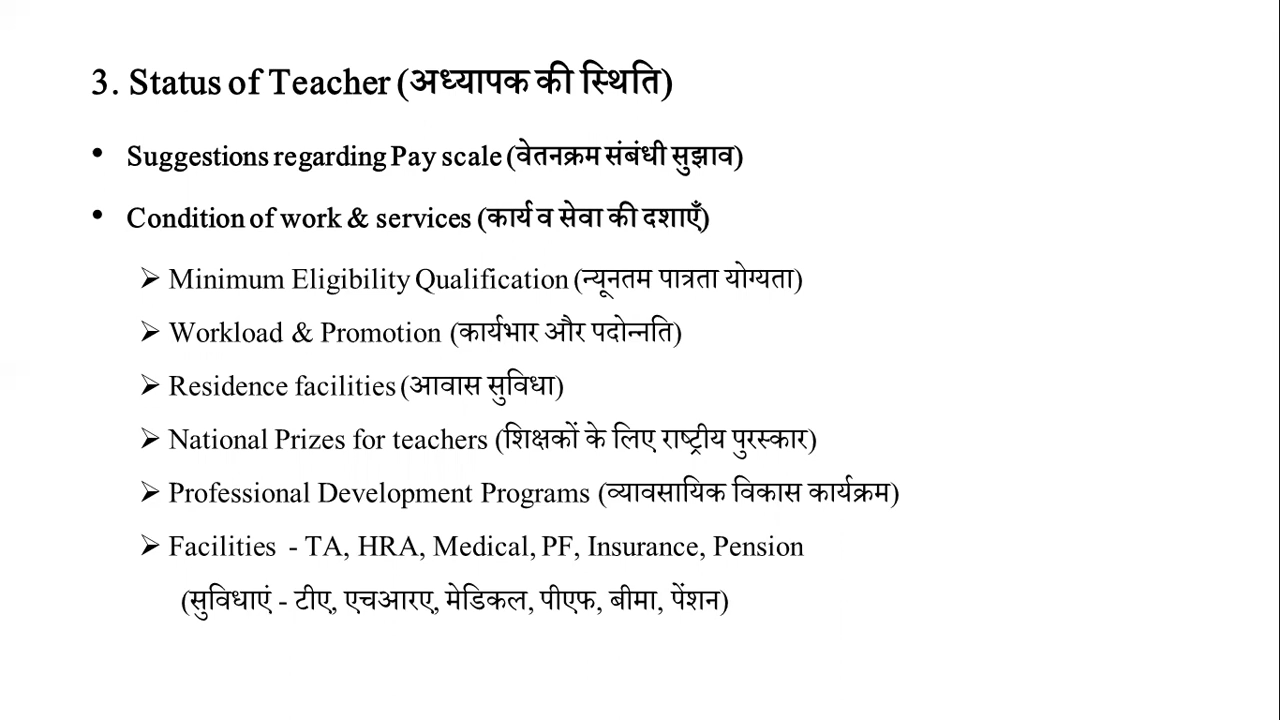 3. Status of Teacher (अध्यापक की स्थिति)
• Suggestions regarding Pay scale (वेतनक्रम संबंधी सुझाव)
• Condition of work & services (कार्य व सेवा की दशाएँ)
➢ Minimum Eligibility Qualification (न्यूनतम पात्रता योग्यता)
➢ Workload & Promotion (कार्यभार और पदोन्नति)
➢ Residence facilities (आवास सुविधा)
➢ National Prizes for teachers (शिक्षकों के लिए राष्ट्रीय पुरस्कार)
➢ Professional Development Programs (व्यावसायिक विकास कार्यक्रम)
➢ Facilities - TA, HRA, Medical, PF, Insurance, Pension
(सुविधाएं - टीए, एचआरए, मेडिकल, पीएफ, बीमा, पेंशन)